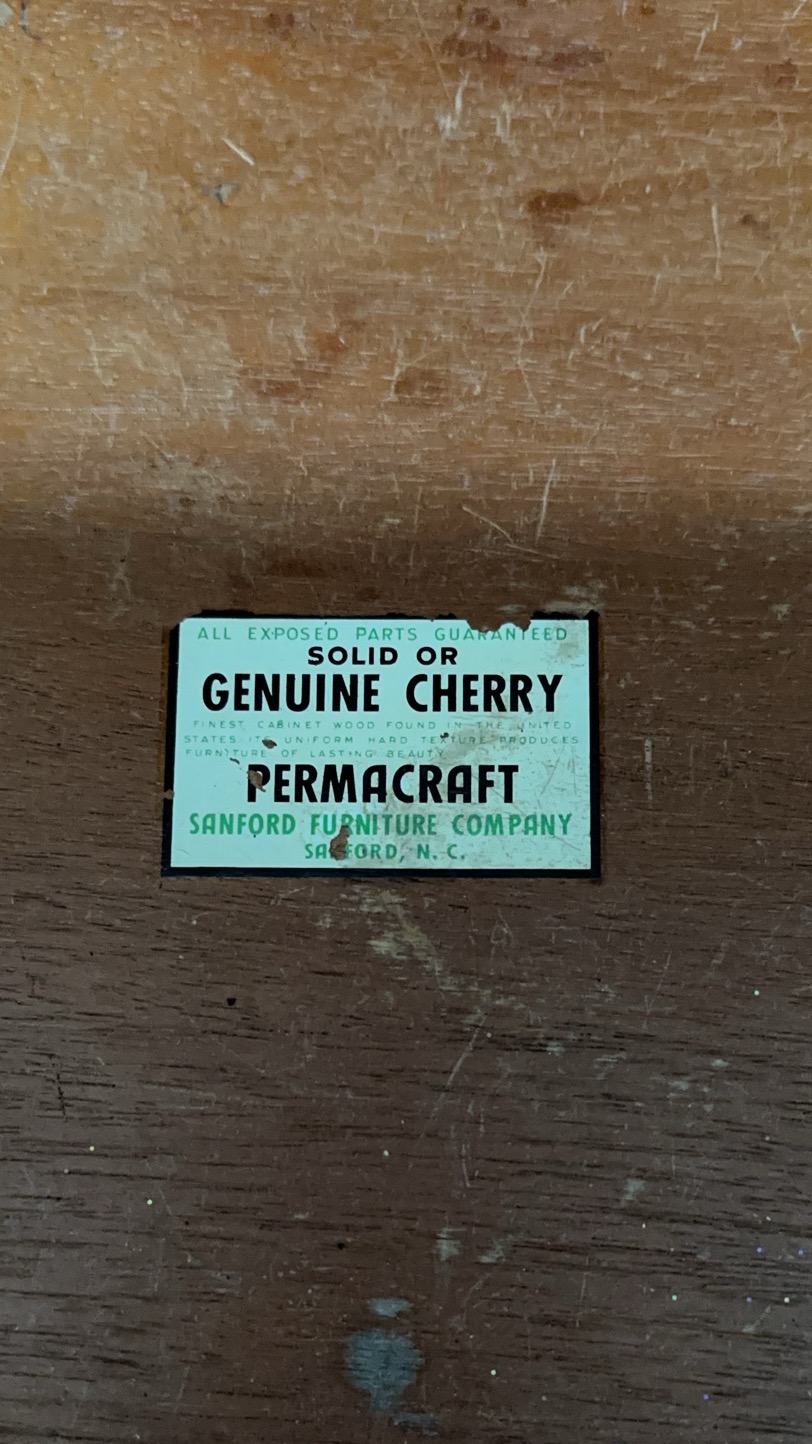 ALL EXPOSED PARTS GUARANTEED
SOLID OR
GENUINE CHERRY
FINEST CABINET WOOD FOUND IN THE UNITED
STATES ITS UNIFORM HARD TEXTURE PRODUCES
FURNITURE OF LASTING BEAUTY
PERMACRAFT
SANFORD FURNITURE COMPANY
SANFORD, N. C.